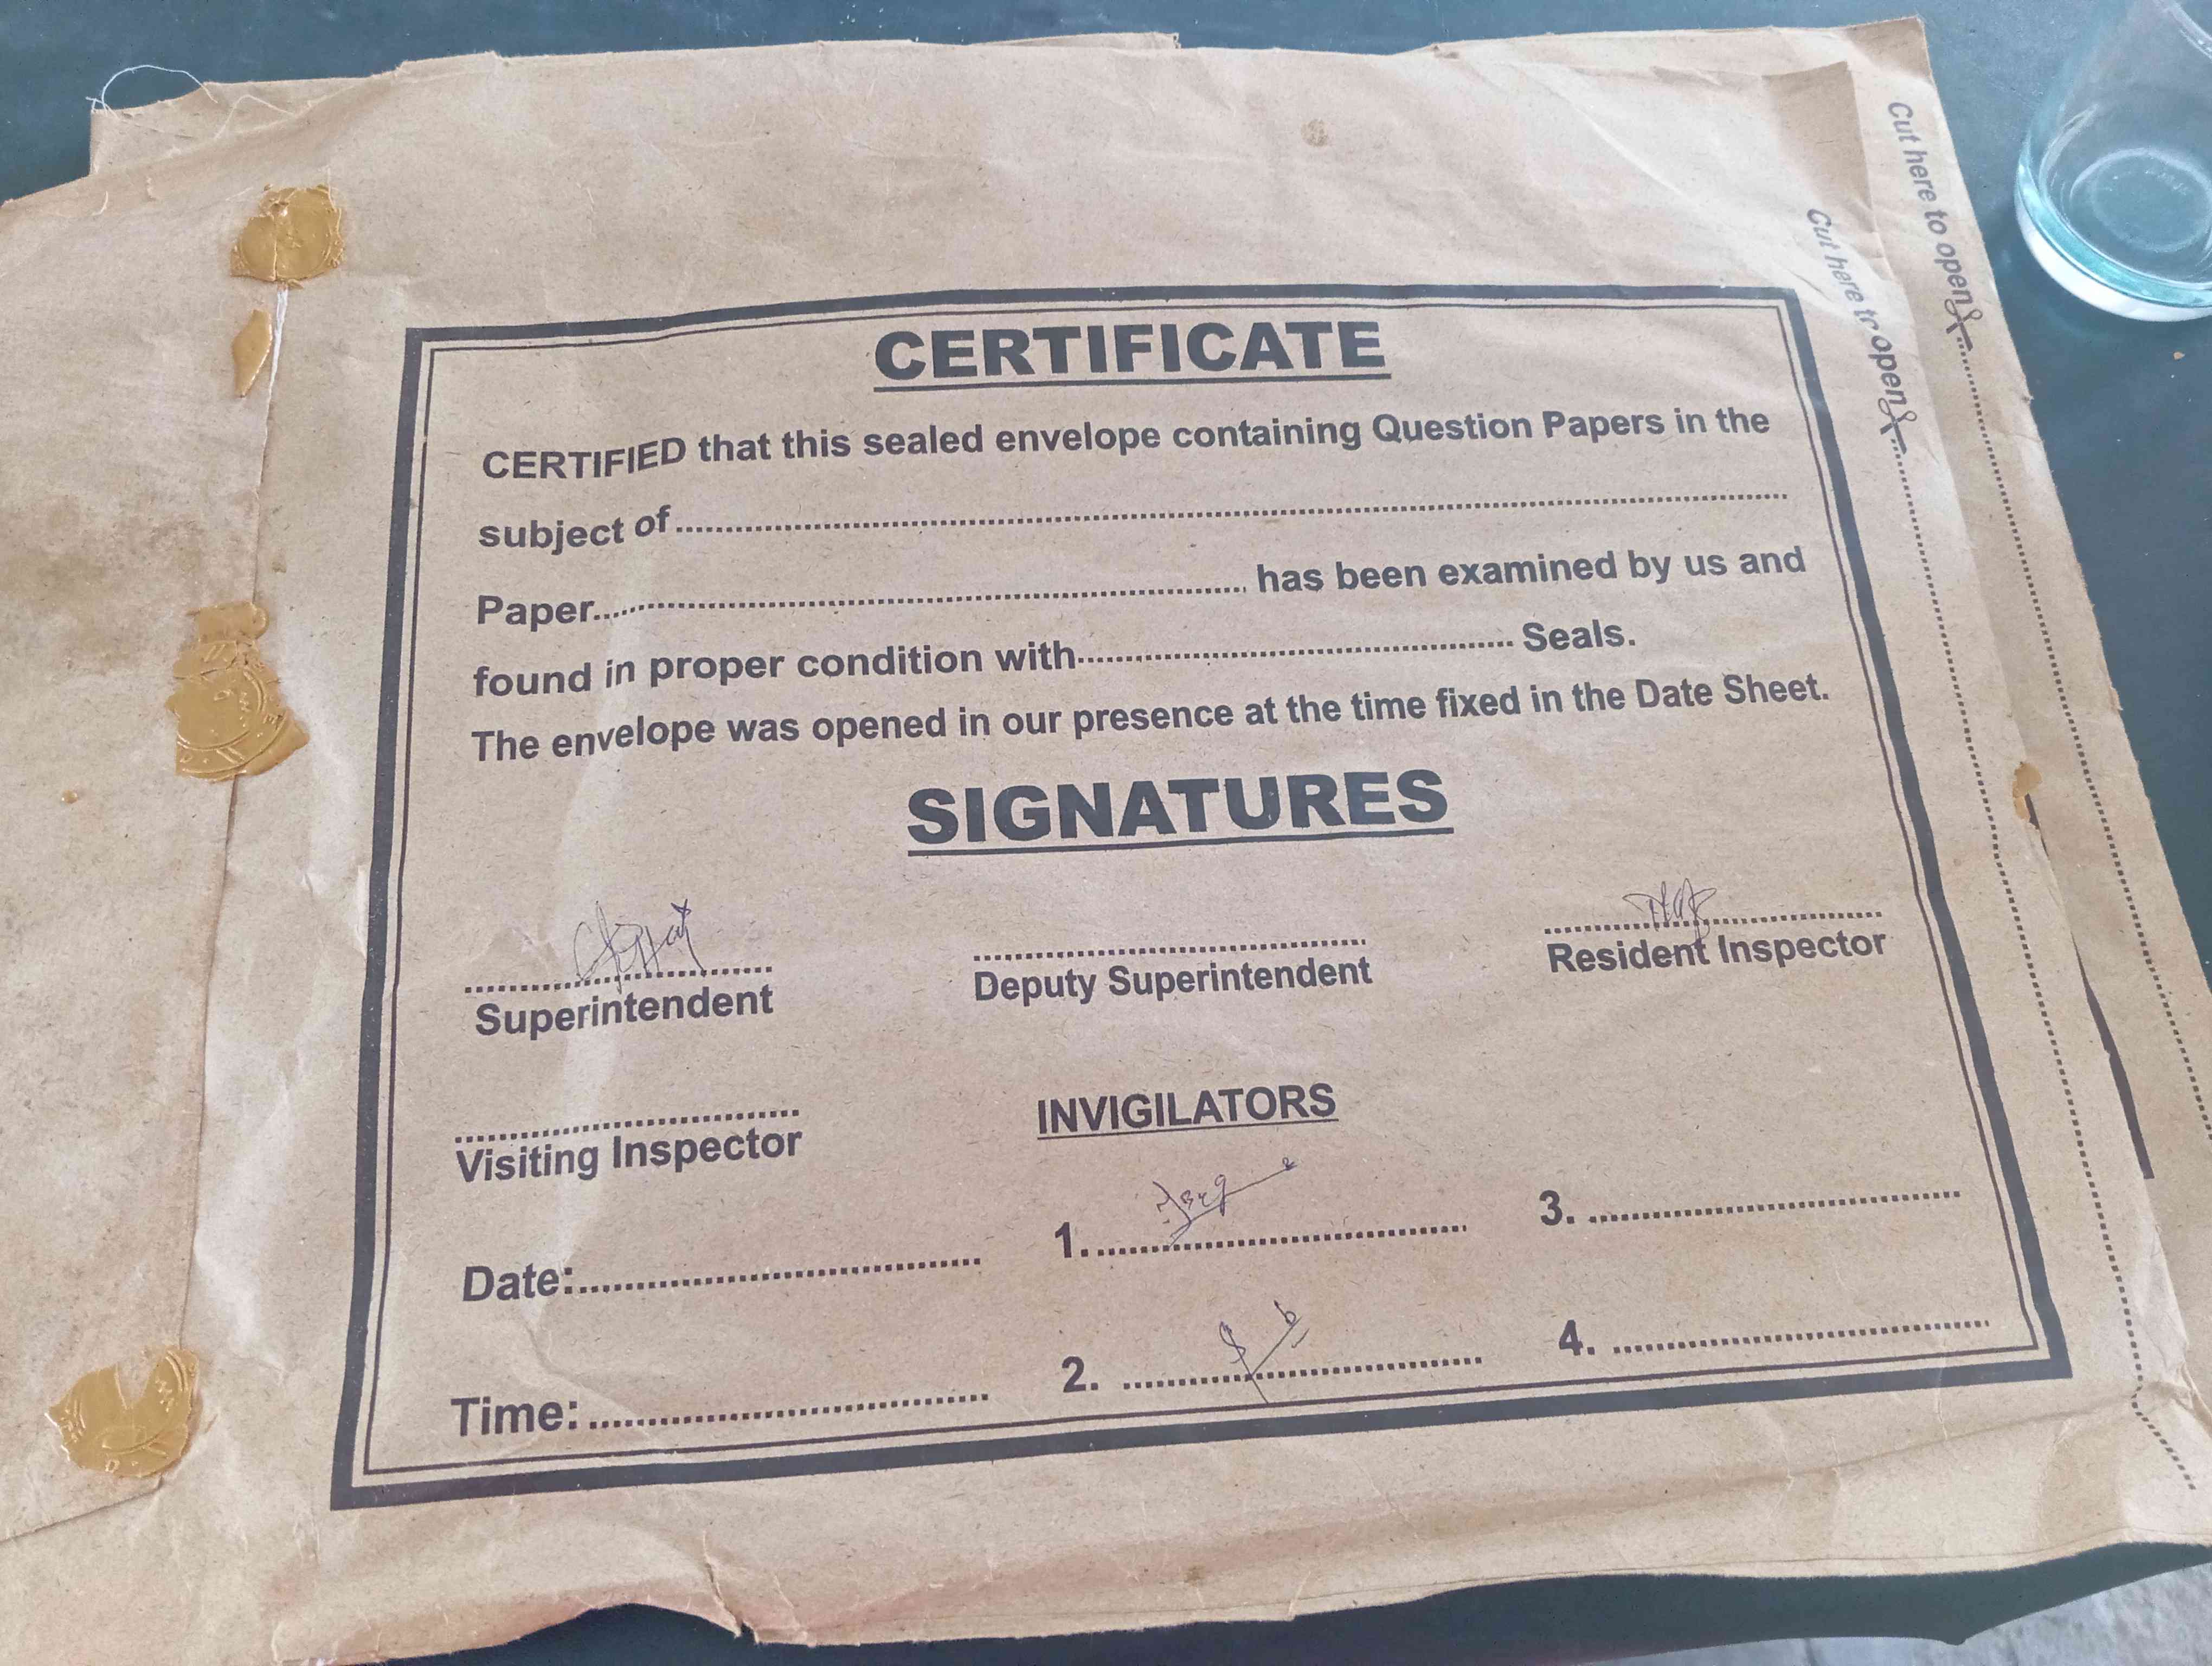 Cut here to open
Cut here to open
CERTIFICATE
CERTIFIED that this sealed envelope containing Question Papers in the
subject of..........................................................................................
Paper.................................................................. has been examined by us and
found in proper condition with............................................. Seals.
The envelope was opened in our presence at the time fixed in the Date Sheet.
SIGNATURES
Superintendent
Deputy Superintendent
Resident Inspector
Visiting Inspector
INVIGILATORS
Date:..........................................
1. ..........................................
3. ..........................................
Time:..........................................
2. ..........................................
4. ..........................................